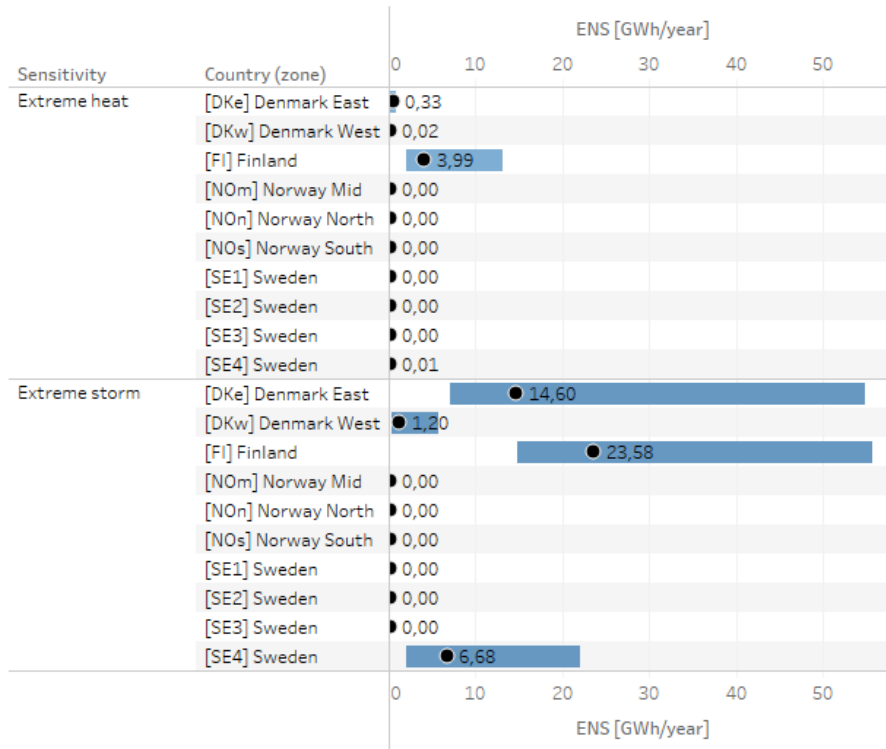 ENS [GWh/year]
Sensitivity Country (zone) 0 10 20 30 40 50
Extreme heat [DKe] Denmark East 0,33
[DKw] Denmark West 0,02
[FI] Finland 3,99
[NOm] Norway Mid 0,00
[NOn] Norway North 0,00
[NOs] Norway South 0,00
[SE1] Sweden 0,00
[SE2] Sweden 0,00
[SE3] Sweden 0,00
[SE4] Sweden 0,01
Extreme storm [DKe] Denmark East 14,60
[DKw] Denmark West 1,20
[FI] Finland 23,58
[NOm] Norway Mid 0,00
[NOn] Norway North 0,00
[NOs] Norway South 0,00
[SE1] Sweden 0,00
[SE2] Sweden 0,00
[SE3] Sweden 0,00
[SE4] Sweden 6,68
0 10 20 30 40 50
ENS [GWh/year]